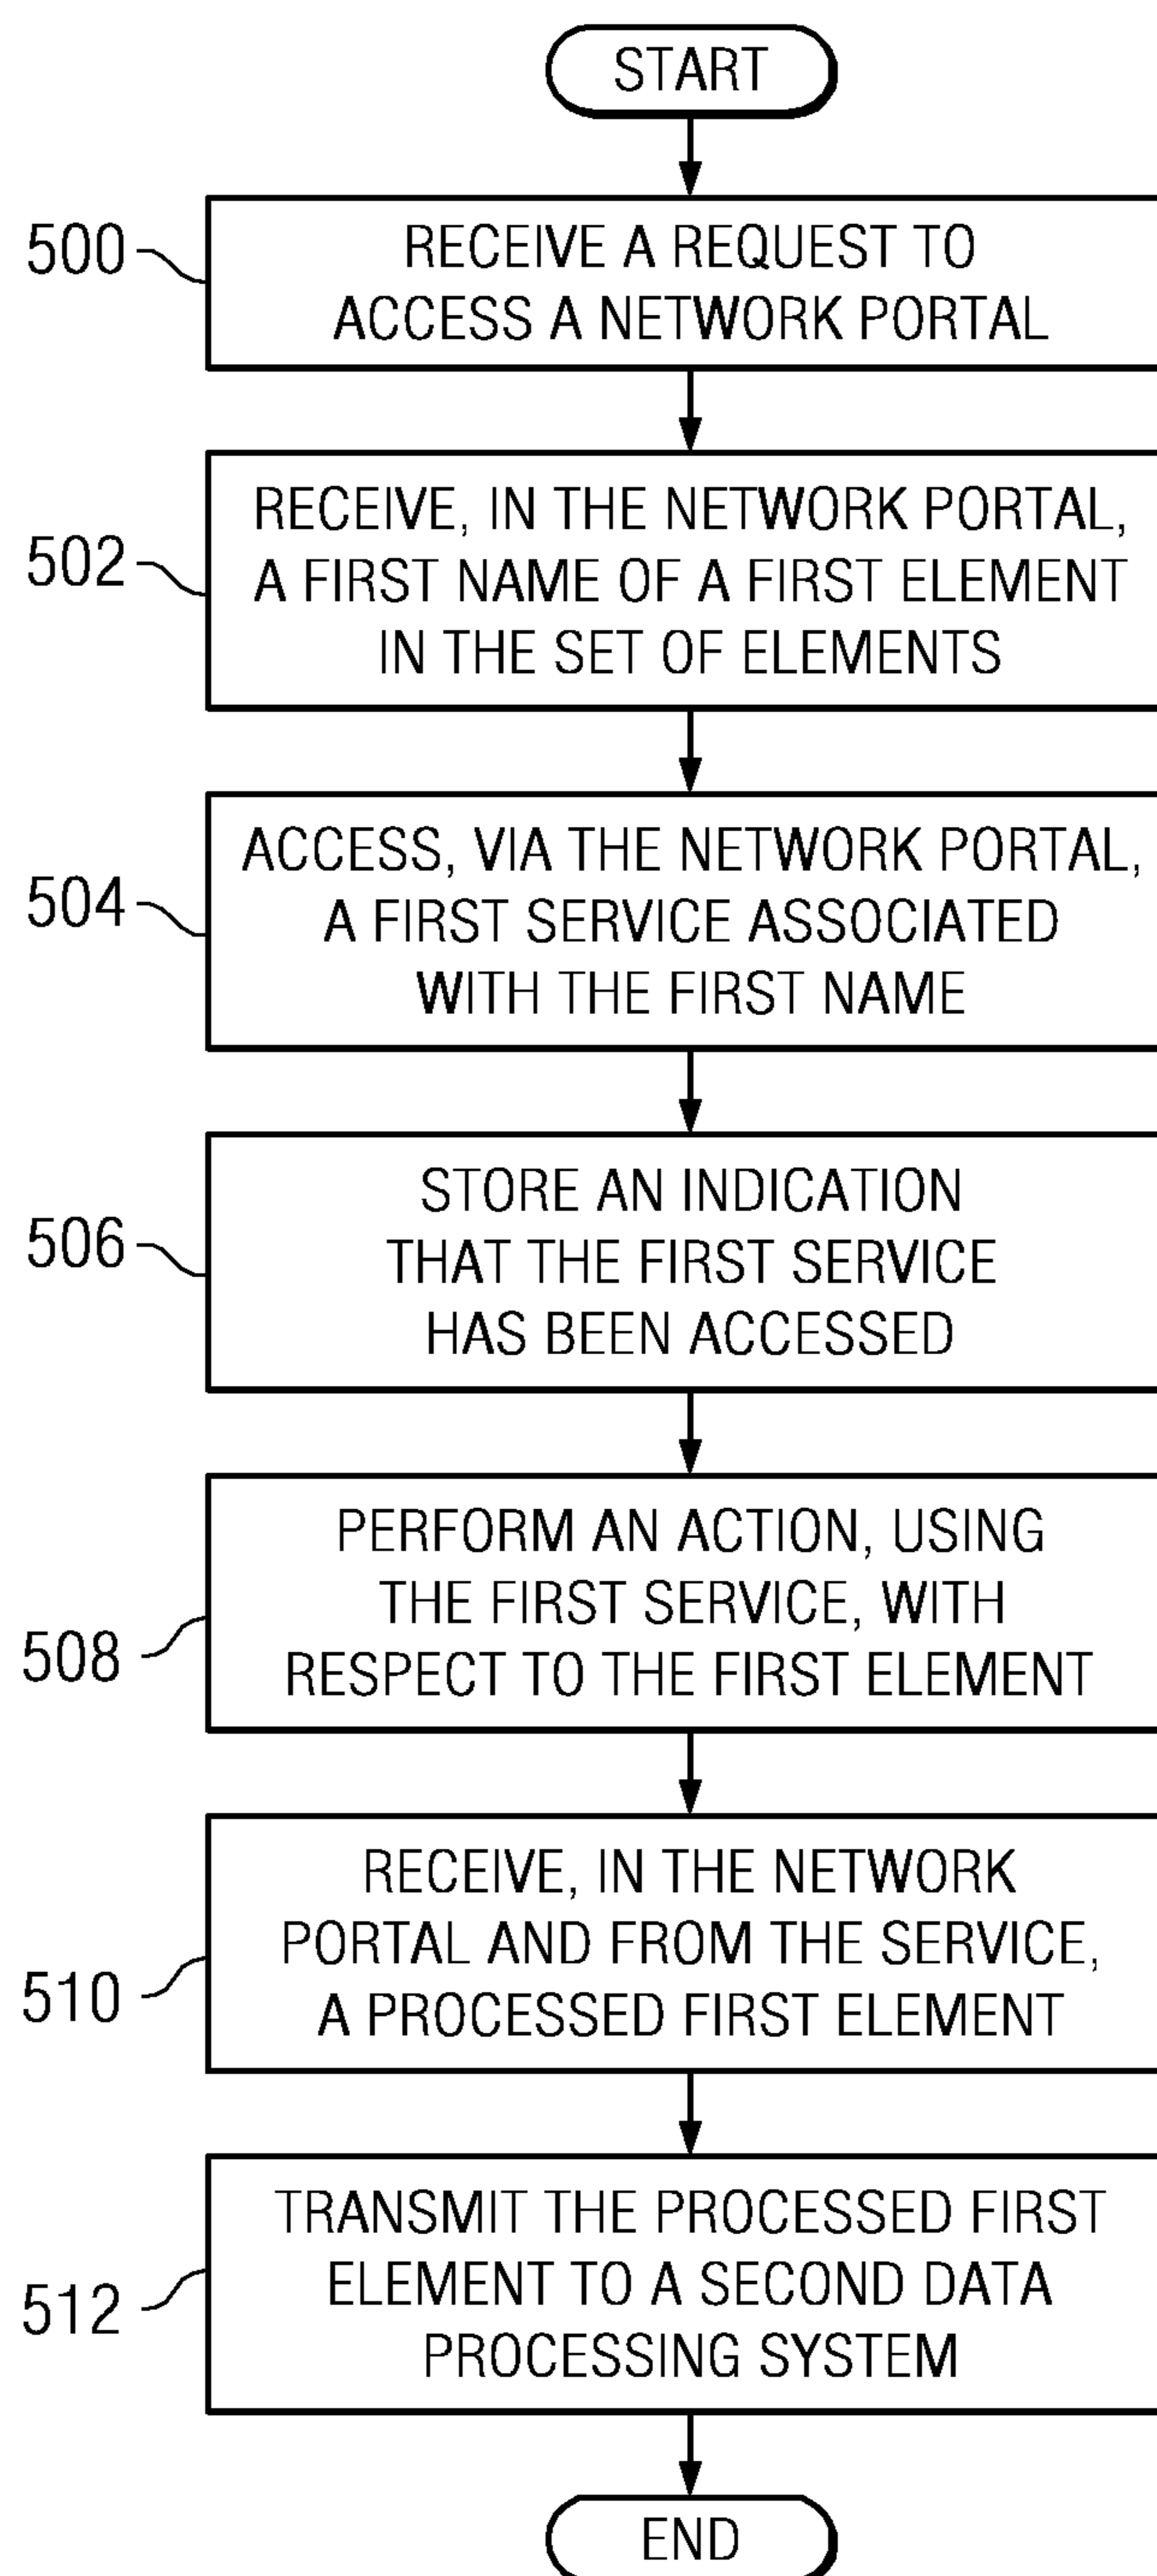 START
500
RECEIVE A REQUEST TO
ACCESS A NETWORK PORTAL
502
RECEIVE, IN THE NETWORK PORTAL,
A FIRST NAME OF A FIRST ELEMENT
IN THE SET OF ELEMENTS
504
ACCESS, VIA THE NETWORK PORTAL,
A FIRST SERVICE ASSOCIATED
WITH THE FIRST NAME
506
STORE AN INDICATION
THAT THE FIRST SERVICE
HAS BEEN ACCESSED
508
PERFORM AN ACTION, USING
THE FIRST SERVICE, WITH
RESPECT TO THE FIRST ELEMENT
510
RECEIVE, IN THE NETWORK
PORTAL AND FROM THE SERVICE,
A PROCESSED FIRST ELEMENT
512
TRANSMIT THE PROCESSED FIRST
ELEMENT TO A SECOND DATA
PROCESSING SYSTEM
END